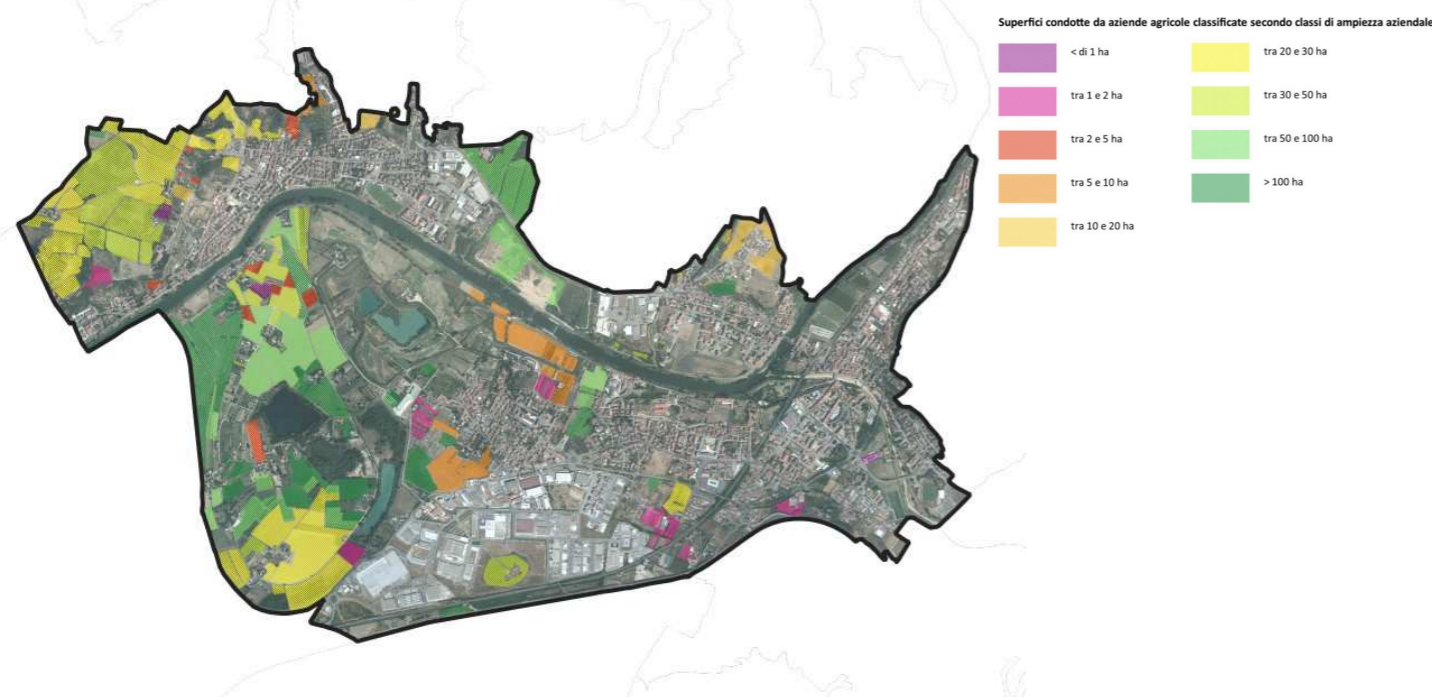 Superfici condotte da aziende agricole classificate secondo classi di ampiezza aziendale
< di 1 ha
tra 1 e 2 ha
tra 2 e 5 ha
tra 5 e 10 ha
tra 10 e 20 ha
tra 20 e 30 ha
tra 30 e 50 ha
tra 50 e 100 ha
> 100 ha